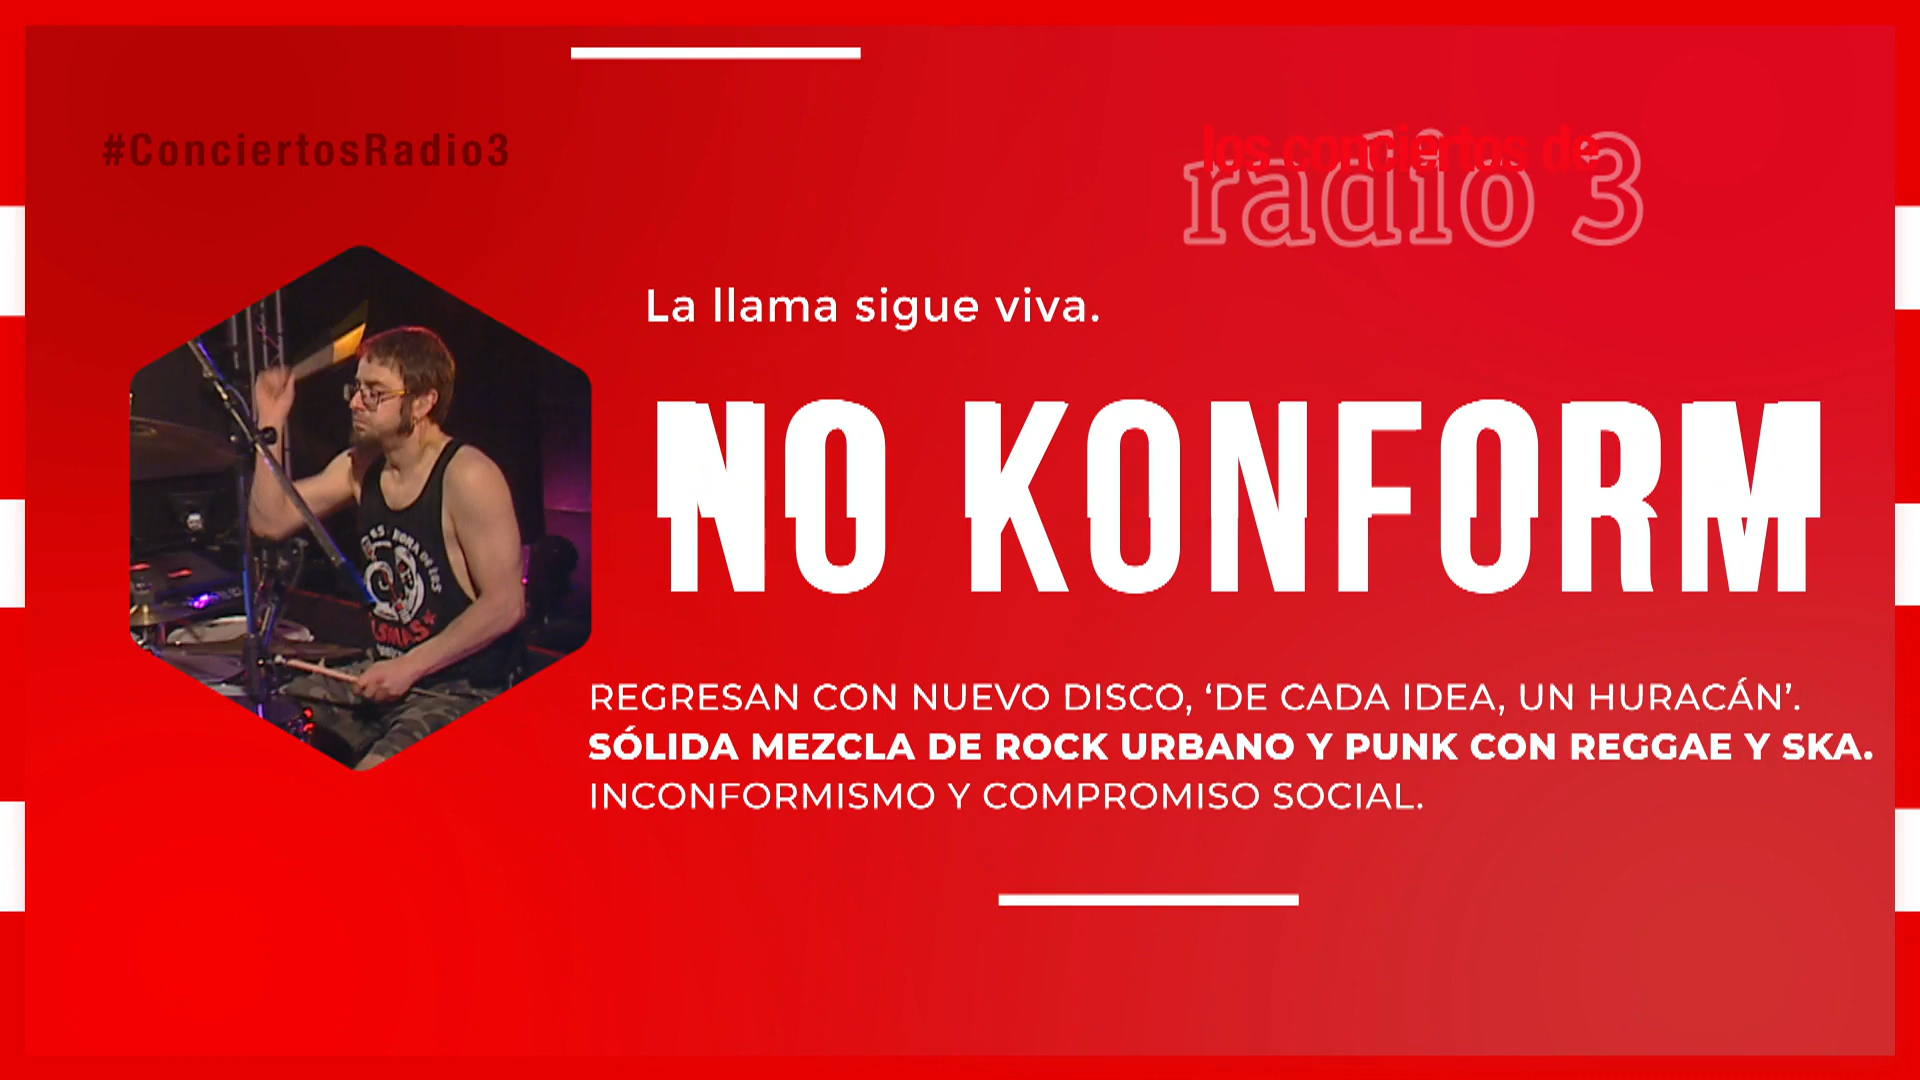 #ConciertosRadio3
los conciertos de
radio 3
La llama sigue viva.
NO KONFORM
REGRESAN CON NUEVO DISCO, ‘DE CADA IDEA, UN HURACÁN’.
SÓLIDA MEZCLA DE ROCK URBANO Y PUNK CON REGGAE Y SKA.
INCONFORMISMO Y COMPROMISO SOCIAL.